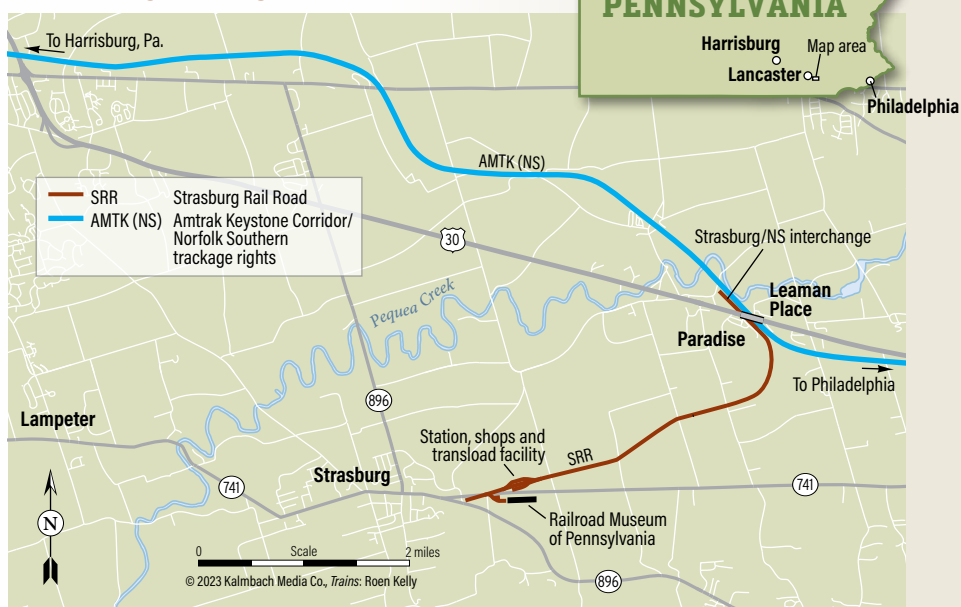 PENNSYLVANIA
Harrisburg
Map area
Lancaster
Philadelphia
To Harrisburg, Pa.
AMTK (NS)
SRR Strasburg Rail Road
AMTK (NS) Amtrak Keystone Corridor/
Norfolk Southern
trackage rights
30
Strasburg/NS interchange
Pequea Creek
Leaman
Place
Paradise
To Philadelphia
896
Lampeter
Station, shops and
transload facility
SRR
Strasburg
741
741
N
Railroad Museum
of Pennsylvania
0 Scale 2 miles
© 2023 Kalmbach Media Co., Trains: Roen Kelly
896